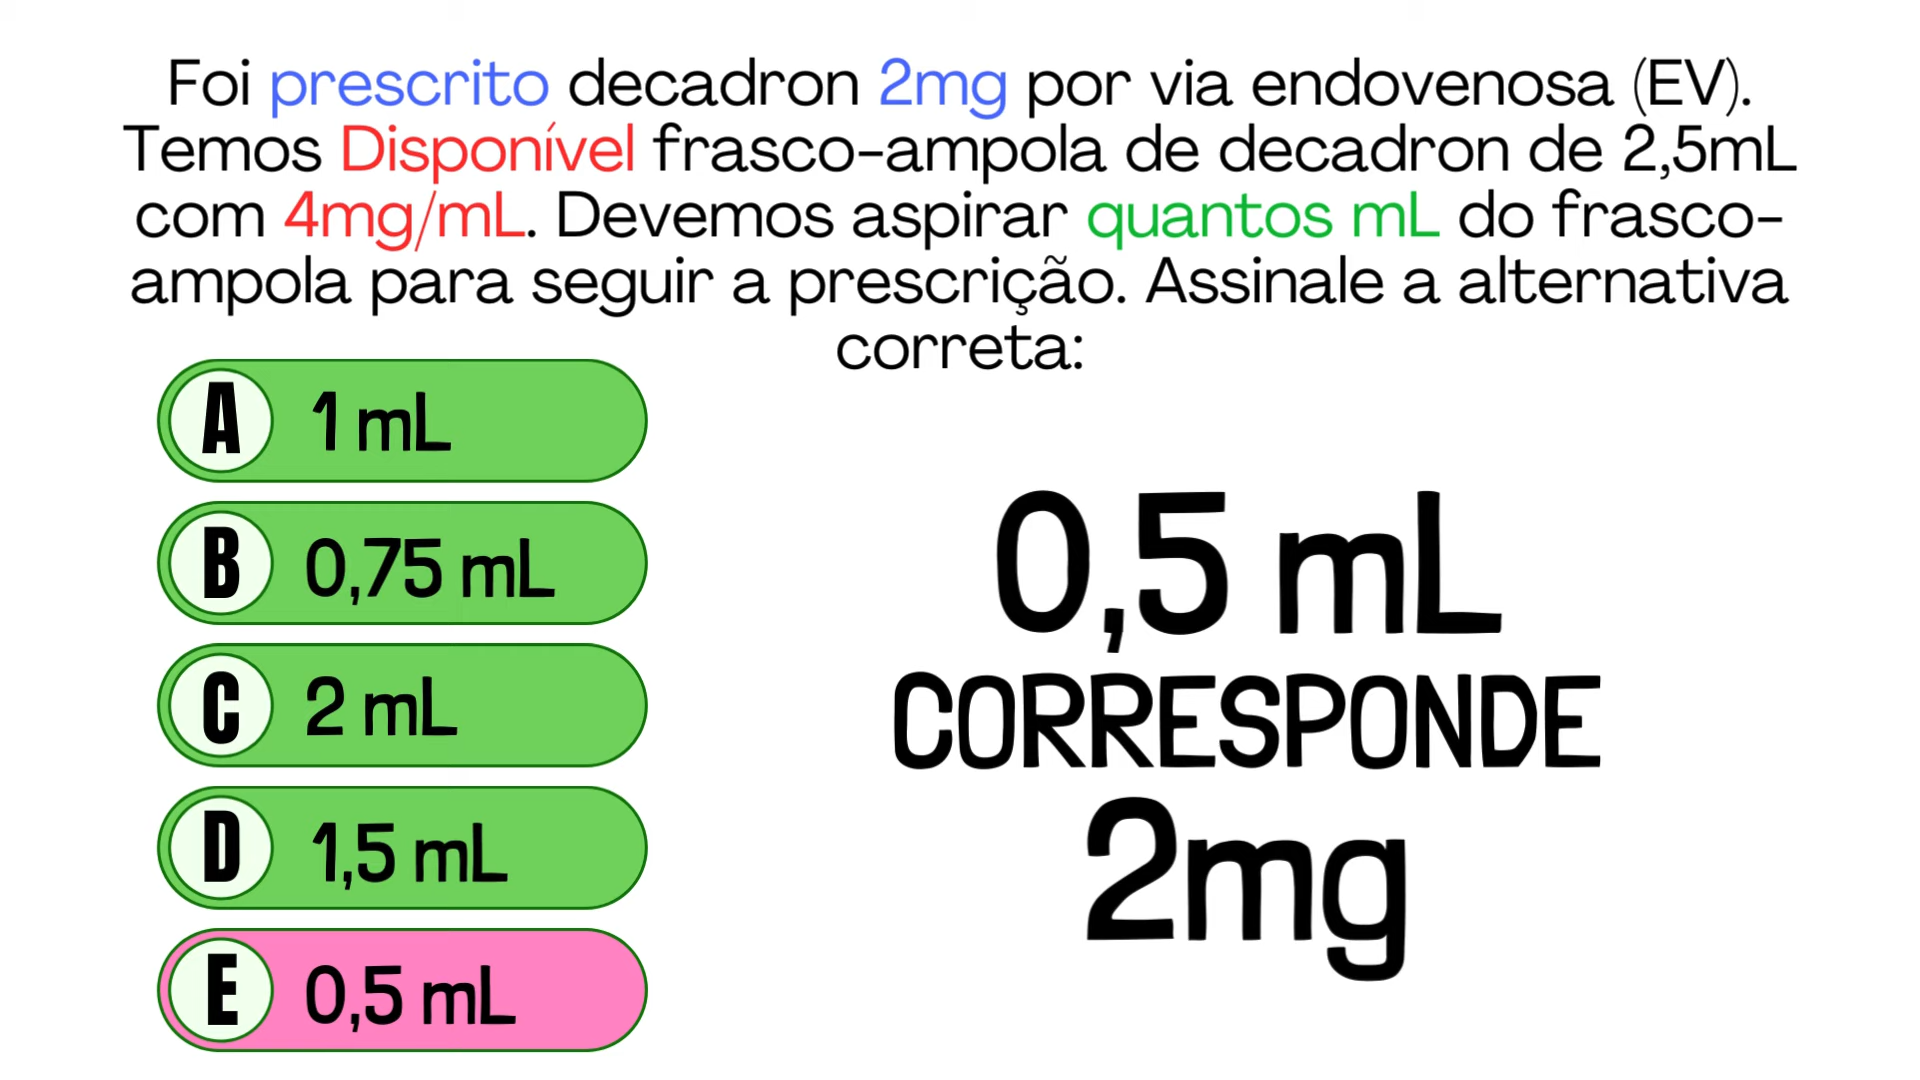 Foi prescrito decadron 2mg por via endovenosa (EV).
Temos Disponível frasco-ampola de decadron de 2,5mL
com 4mg/mL. Devemos aspirar quantos mL do frasco-
ampola para seguir a prescrição. Assinale a alternativa
correta:
A 1 mL
B 0,75 mL
C 2 mL
D 1,5 mL
E 0,5 mL
0,5 mL
CORRESPONDE
2mg